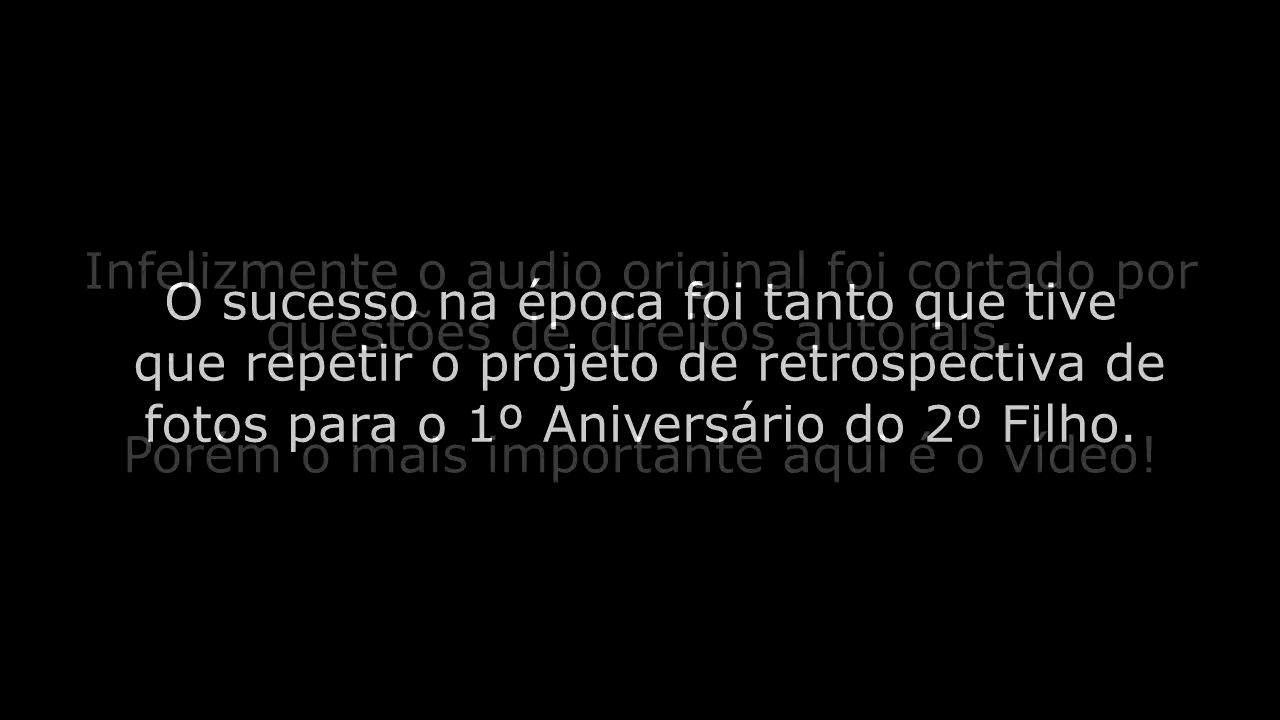 Infelizmente o audio original foi cortado por
O sucesso na época foi tanto que tive
questões de direitos autorais.
que repetir o projeto de retrospectiva de
fotos para o 1º Aniversário do 2º Filho.
Porém o mais importante aqui é o vídeo!